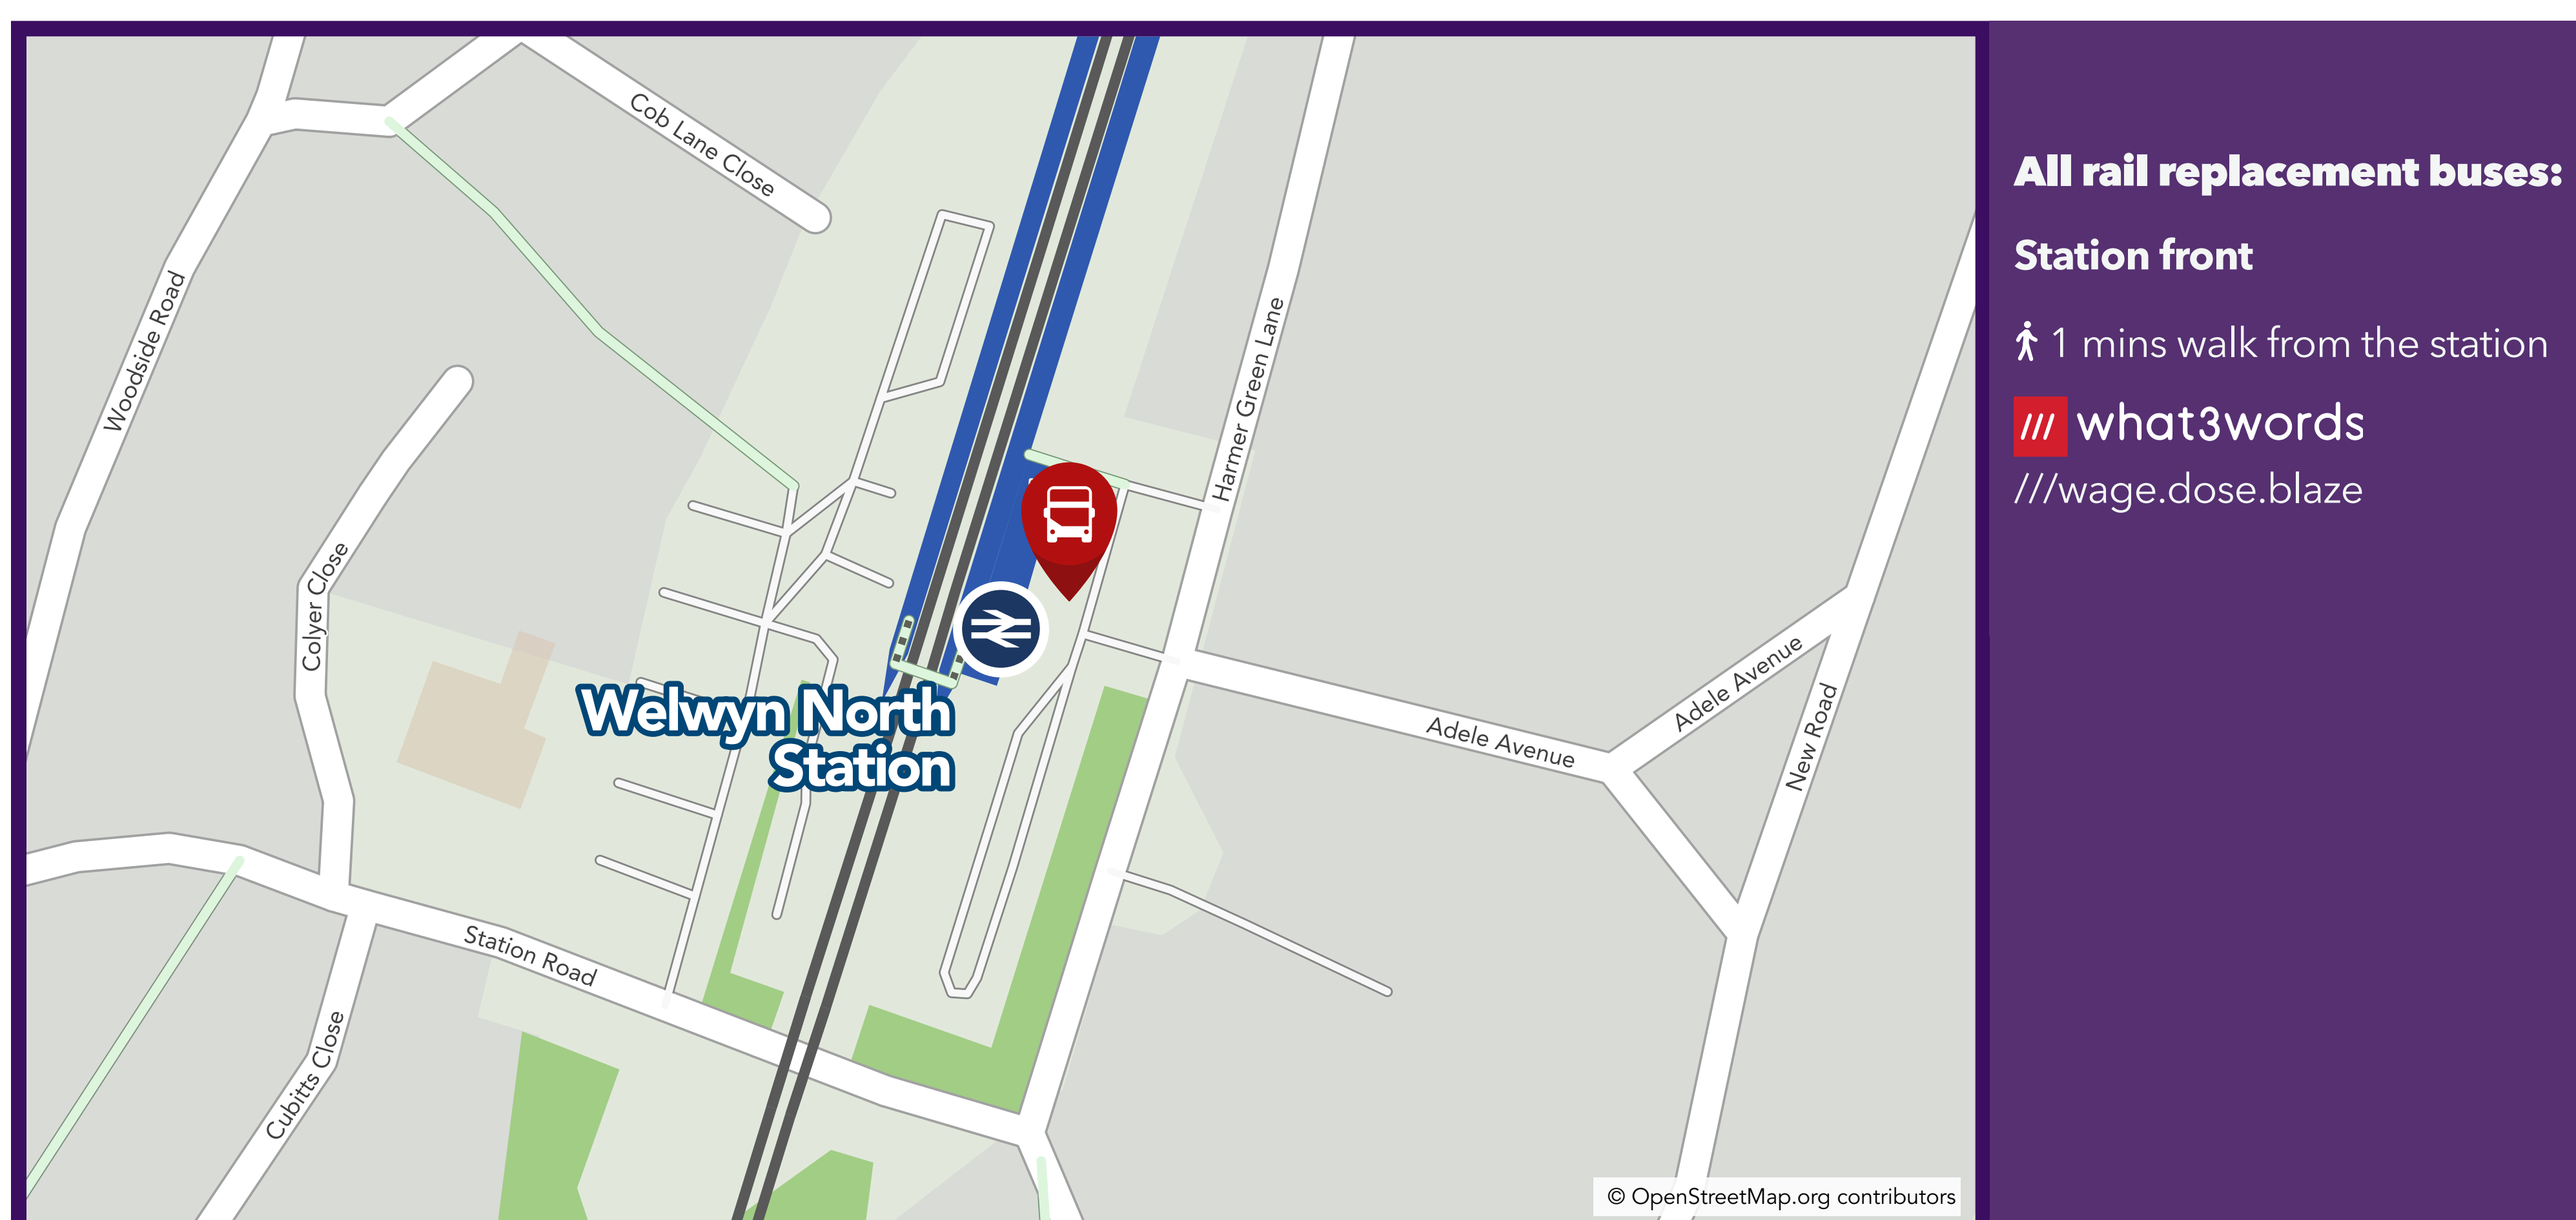 All rail replacement buses:
Station front
1 mins walk from the station
what3words
///wage.dose.blaze
Cob Lane Close
Woodside Road
Harmer Green Lane
Colyer Close
Welwyn North
Station
Adele Avenue
Adele Avenue
New Road
Station Road
Cubitts Close
© OpenStreetMap.org contributors